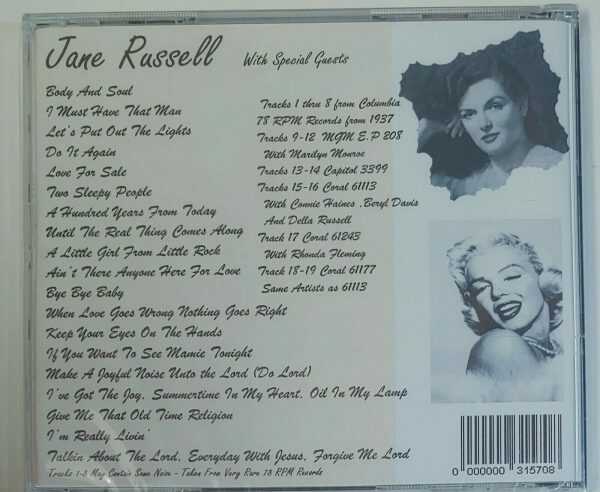 Jane Russell With Special Guests
Body And Soul
I Must Have That Man
Let's Put Out The Lights
Do It Again
Love For Sale
Two Sleepy People
A Hundred Years From Today
Until The Real Thing Comes Along
A Little Girl From Little Rock
Ain't There Anyone Here For Love
Bye Bye Baby
When Love Goes Wrong Nothing Goes Right
Keep Your Eyes On The Hands
If You Want To See Mamie Tonight
Make A Joyful Noise Unto the Lord (Do Lord)
I've Got The Joy, Summertime In My Heart, Oil In My Lamp
Give Me That Old Time Religion
I'm Really Livin'
Talkin About The Lord, Everyday With Jesus, Forgive Me Lord
Tracks 1-8 May Contain Some Noise - Taken From Very Rare 78 RPM Records
Tracks 1 thru 8 from Columbia
78 RPM Records from 1937
Tracks 9-12 MGM E.P 208
With Marilyn Monroe
Tracks 13-14 Capitol 3399
Tracks 15-16 Coral 61113
With Connie Haines ,Beryl Davis
And Della Russell
Track 17 Coral 61243
With Rhonda Fleming
Track 18-19 Coral 61177
Same Artists as 61113
0 000000 315708